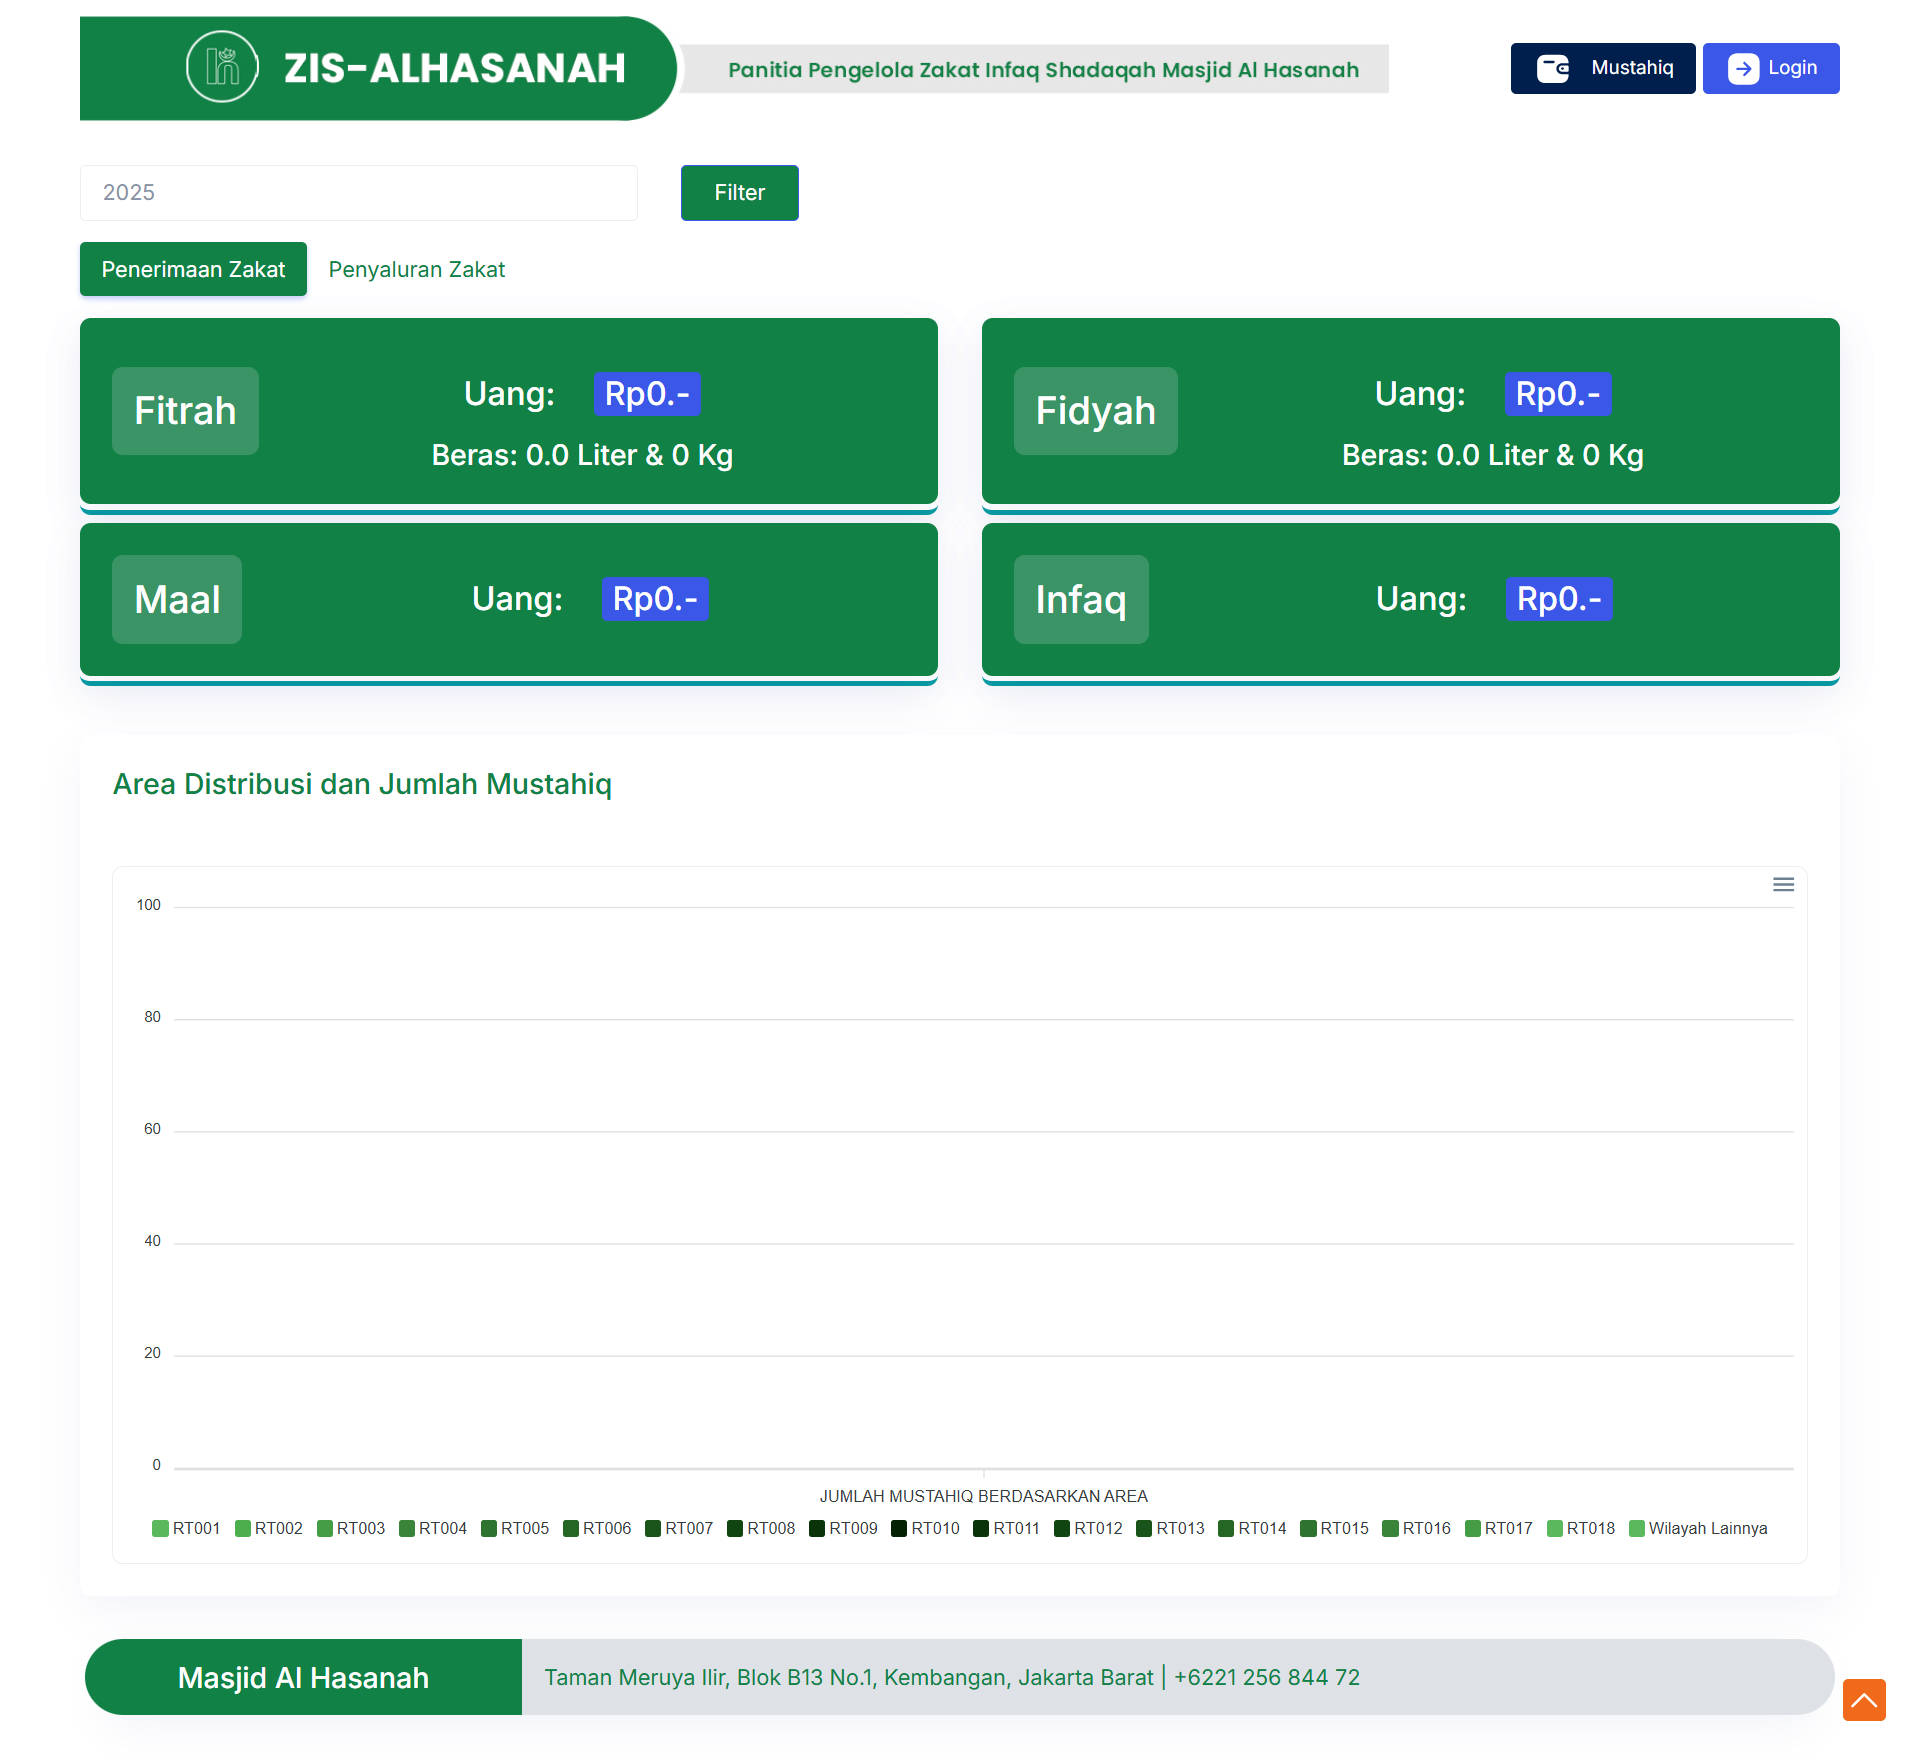 ZIS-ALHASANAH
Panitia Pengelola Zakat Infaq Shadaqah Masjid Al Hasanah
Mustahiq
Login
2025
Filter
Penerimaan Zakat
Penyaluran Zakat
Fitrah
Uang: Rp0.-
Beras: 0.0 Liter & 0 Kg
Fidyah
Uang: Rp0.-
Beras: 0.0 Liter & 0 Kg
Maal
Uang: Rp0.-
Infaq
Uang: Rp0.-
Area Distribusi dan Jumlah Mustahiq
100
80
60
40
20
0
JUMLAH MUSTAHIQ BERDASARKAN AREA
RT001 RT002 RT003 RT004 RT005 RT006 RT007 RT008 RT009 RT010 RT011 RT012 RT013 RT014 RT015 RT016 RT017 RT018 Wilayah Lainnya
Masjid Al Hasanah
Taman Meruya Ilir, Blok B13 No.1, Kembangan, Jakarta Barat | +6221 256 844 72